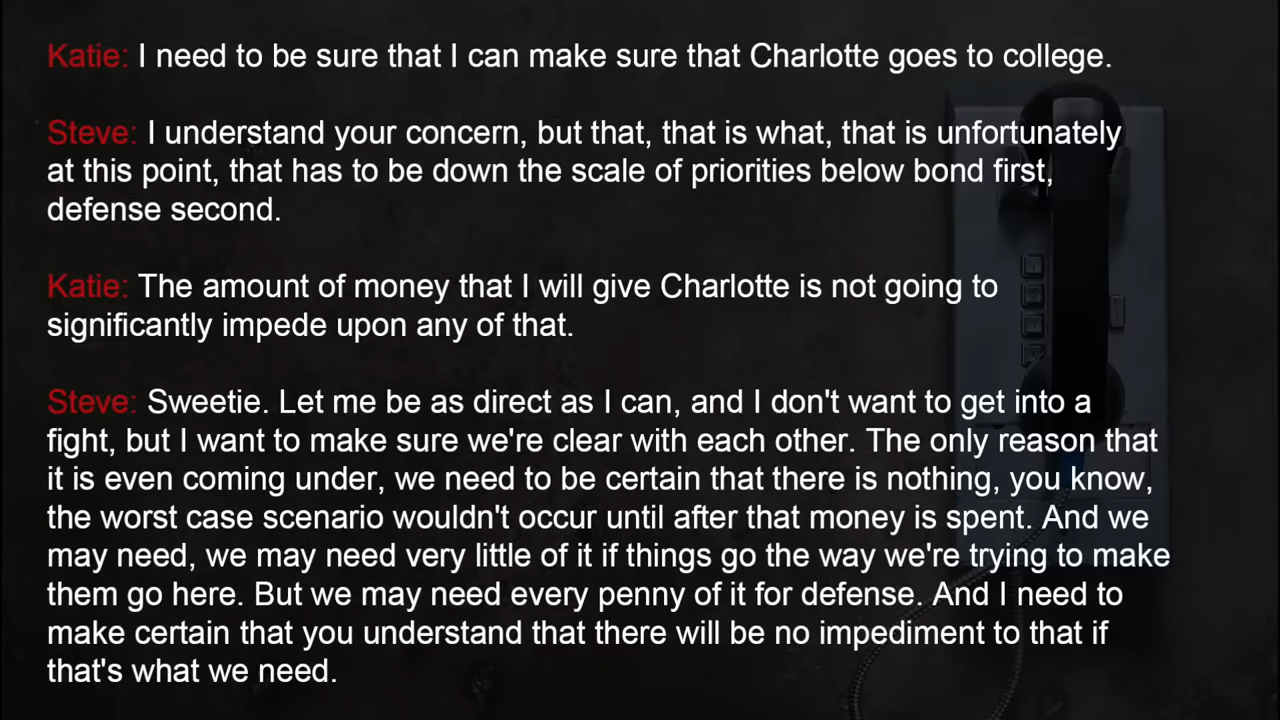 Katie: I need to be sure that I can make sure that Charlotte goes to college.
Steve: I understand your concern, but that, that is what, that is unfortunately
at this point, that has to be down the scale of priorities below bond first,
defense second.
Katie: The amount of money that I will give Charlotte is not going to
significantly impede upon any of that.
Steve: Sweetie. Let me be as direct as I can, and I don't want to get into a
fight, but I want to make sure we're clear with each other. The only reason that
it is even coming under, we need to be certain that there is nothing, you know,
the worst case scenario wouldn't occur until after that money is spent. And we
may need, we may need very little of it if things go the way we're trying to make
them go here. But we may need every penny of it for defense. And I need to
make certain that you understand that there will be no impediment to that if
that's what we need.